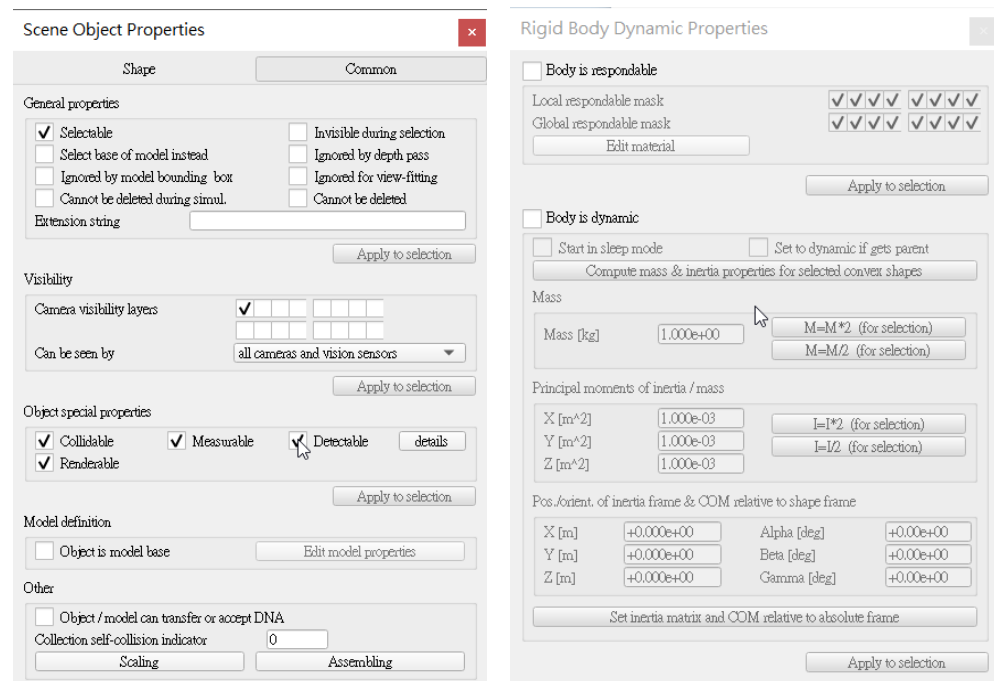 Scene Object Properties
Shape Common
General properties
Selectable Invisible during selection
Select base of model instead Ignored by depth pass
Ignored by model bounding box Ignored for view-fitting
Cannot be deleted during simul. Cannot be deleted
Extension string
Apply to selection
Visibility
Camera visibility layers
Can be seen by all cameras and vision sensors
Apply to selection
Object special properties
Collidable Measurable Detectable details
Renderable
Apply to selection
Model definition
Object is model base Edit model properties
Other
Object / model can transfer or accept DNA
Collection self-collision indicator 0
Scaling Assembling
Rigid Body Dynamic Properties
Body is respondable
Local respondable mask
Global respondable mask
Edit material
Apply to selection
Body is dynamic
Start in sleep mode Set to dynamic if gets parent
Compute mass & inertia properties for selected convex shapes
Mass
Mass [kg] 1.000e+00 M=M*2 (for selection)
M=M/2 (for selection)
Principal moments of inertia / mass
X [m^2] 1.000e-03 I=I*2 (for selection)
Y [m^2] 1.000e-03 I=I/2 (for selection)
Z [m^2] 1.000e-03
Pos./orient. of inertia frame & COM relative to shape frame
X [m] +0.000e+00 Alpha [deg] +0.00e+00
Y [m] +0.000e+00 Beta [deg] +0.00e+00
Z [m] +0.000e+00 Gamma [deg] +0.00e+00
Set inertia matrix and COM relative to absolute frame
Apply to selection